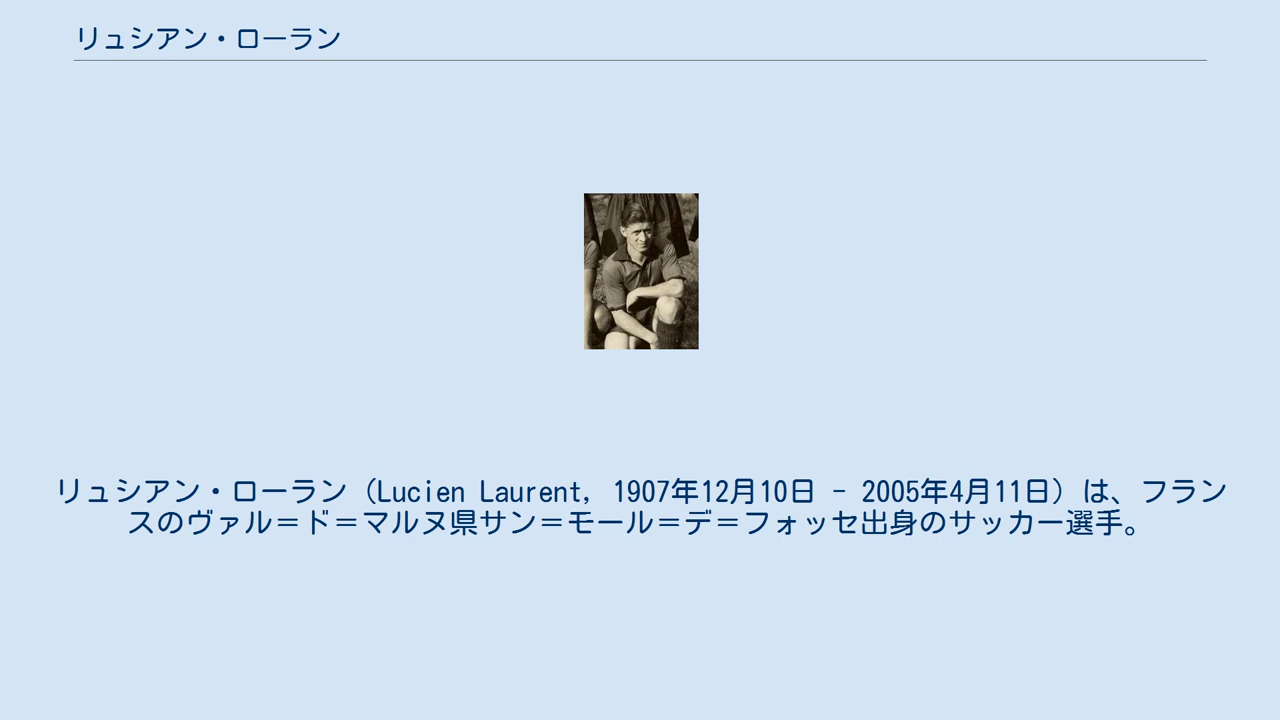 リュシアン・ローラン
リュシアン・ローラン（Lucien Laurent, 1907年12月10日 - 2005年4月11日）は、フラン
スのヴァル＝ド＝マルヌ県サン＝モール＝デ＝フォッセ出身のサッカー選手。